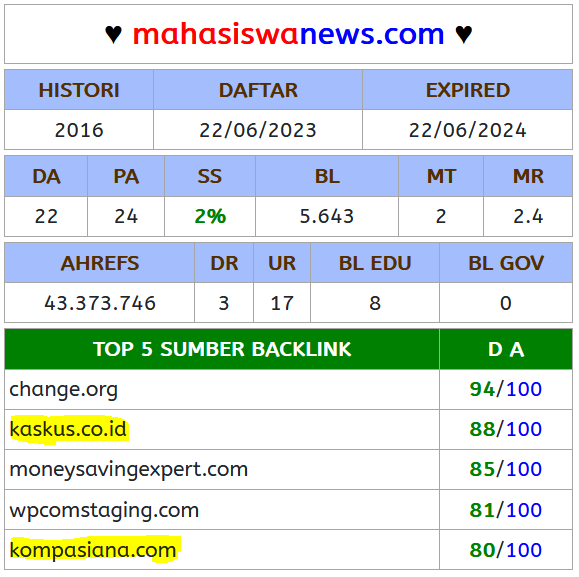 ♥ mahasiswanews.com ♥
HISTORI DAFTAR EXPIRED
2016 22/06/2023 22/06/2024
DA PA SS BL MT MR
22 24 2% 5.643 2 2.4
AHREFS DR UR BL EDU BL GOV
43.373.746 3 17 8 0
TOP 5 SUMBER BACKLINK D A
change.org 94/100
kaskus.co.id 88/100
moneysavingexpert.com 85/100
wpcomstaging.com 81/100
kompasiana.com 80/100